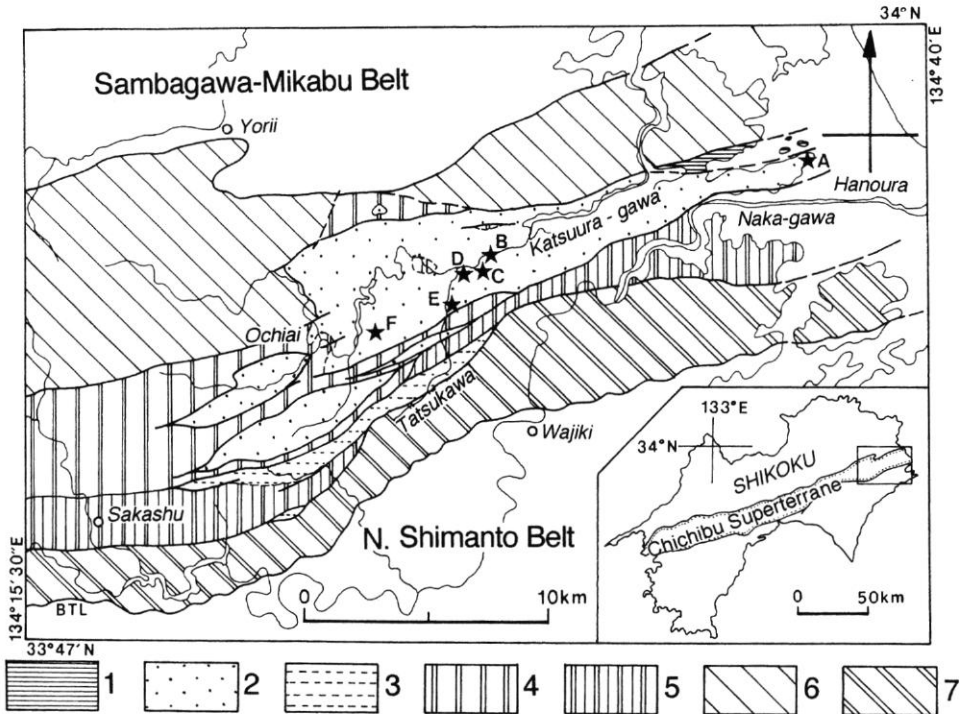 34°N
134°40'E
Sambagawa-Mikabu Belt
Yorii
A
Hanoura
Katsuura-gawa
Naka-gawa
B
D
C
E
F
Ochiai
Tatsukawa
Wajiki
133°E
34°N
SHIKOKU
Chichibu Superterrane
Sakashu
N. Shimanto Belt
0 10km
0 50km
BTL
134°15'30"E
33°47'N
1 2 3 4 5 6 7